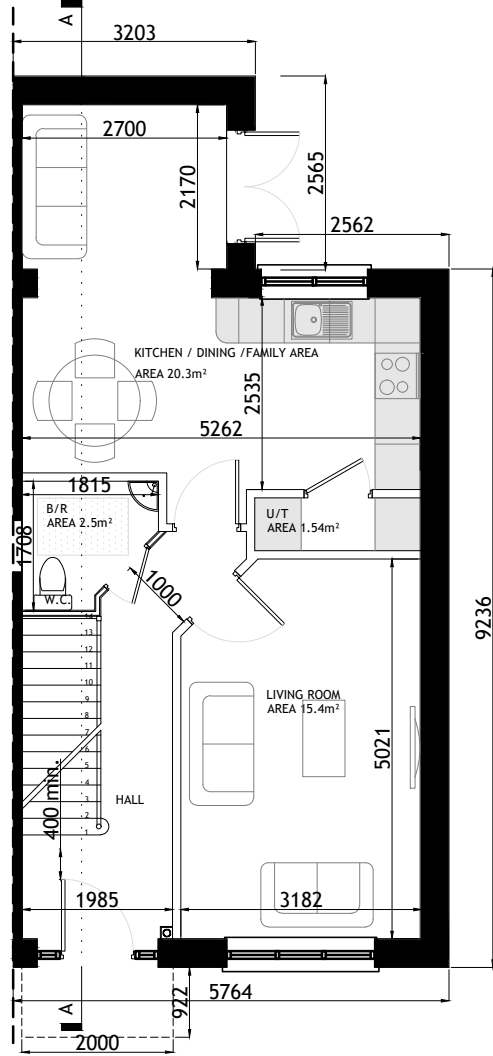 A
3203
2700
2170
2565
2562
KITCHEN / DINING /FAMILY AREA
AREA 20.3m²
2535
5262
1815
B/R
AREA 2.5m²
U/T
AREA 1.54m²
1708
W.C.
1000
14
13
12
11
10
9
8
7
6
5
4
3
2
1
9236
LIVING ROOM
AREA 15.4m²
5021
400 min.
HALL
1985
3182
922
5764
A
2000